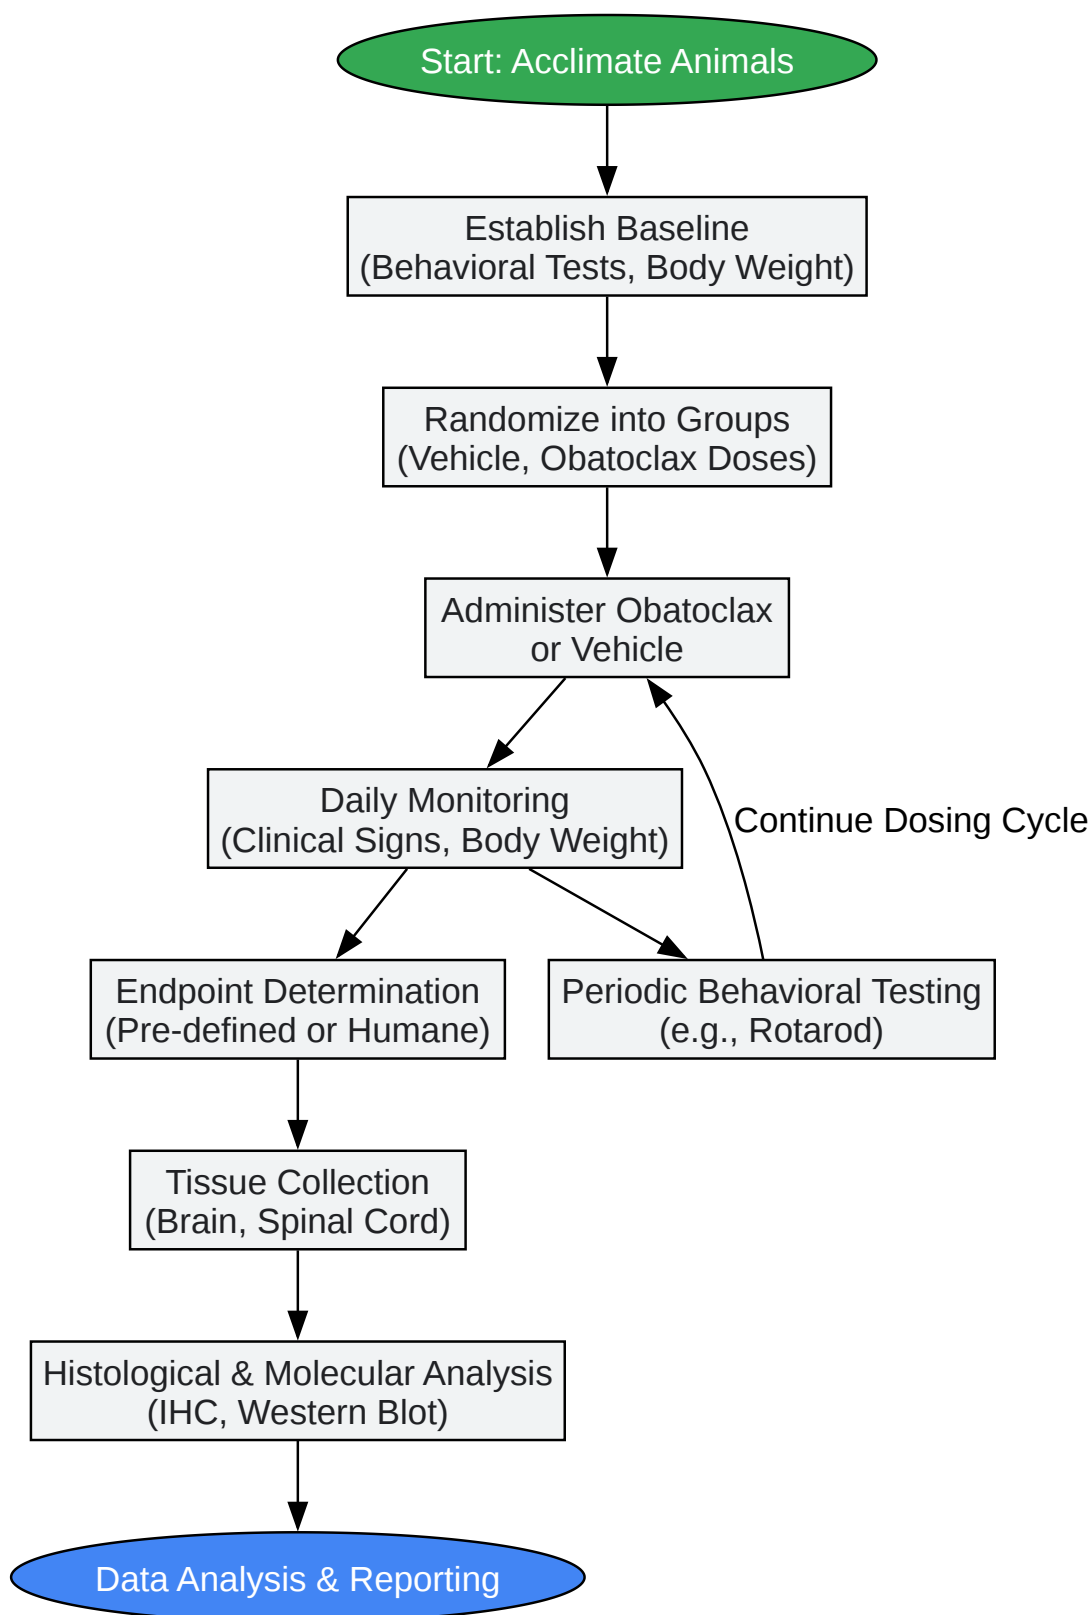 Start: Acclimate Animals
Establish Baseline
(Behavioral Tests, Body Weight)
Randomize into Groups
(Vehicle, Obatoclax Doses)
Administer Obatoclax
or Vehicle
Daily Monitoring
(Clinical Signs, Body Weight)
Continue Dosing Cycle
Endpoint Determination
(Pre-defined or Humane)
Periodic Behavioral Testing
(e.g., Rotarod)
Tissue Collection
(Brain, Spinal Cord)
Histological & Molecular Analysis
(IHC, Western Blot)
Data Analysis & Reporting